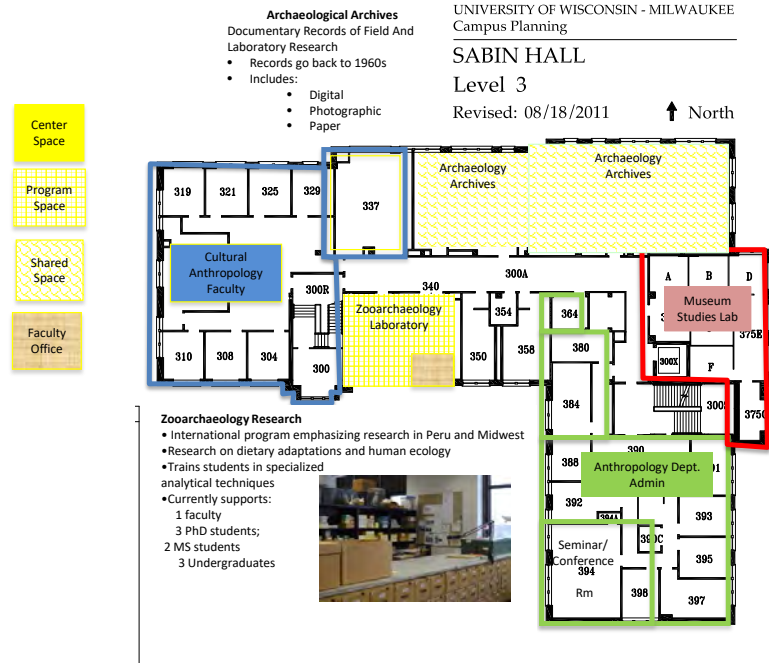 Archaeological Archives
Documentary Records of Field And
Laboratory Research
• Records go back to 1960s
• Includes:
• Digital
• Photographic
• Paper
UNIVERSITY OF WISCONSIN - MILWAUKEE
Campus Planning
SABIN HALL
Level 3
Revised: 08/18/2011
North
Center
Space
Program
Space
Shared
Space
Faculty
Office
319
321
325
329
337
Archaeology
Archives
Archaeology
Archives
Cultural
Anthropology
Faculty
300R
340
300A
310
308
304
300
Zooarchaeology
Laboratory
350
354
358
364
380
384
A
B
D
Museum
Studies Lab
375E
300X
F
300S
375G
388
390
Anthropology Dept.
Admin
392
394A
393
390C
395
Seminar/
Conference
394
Rm
398
397
Zooarchaeology Research
• International program emphasizing research in Peru and Midwest
•Research on dietary adaptations and human ecology
•Trains students in specialized
analytical techniques
•Currently supports:
1 faculty
3 PhD students;
2 MS students
3 Undergraduates